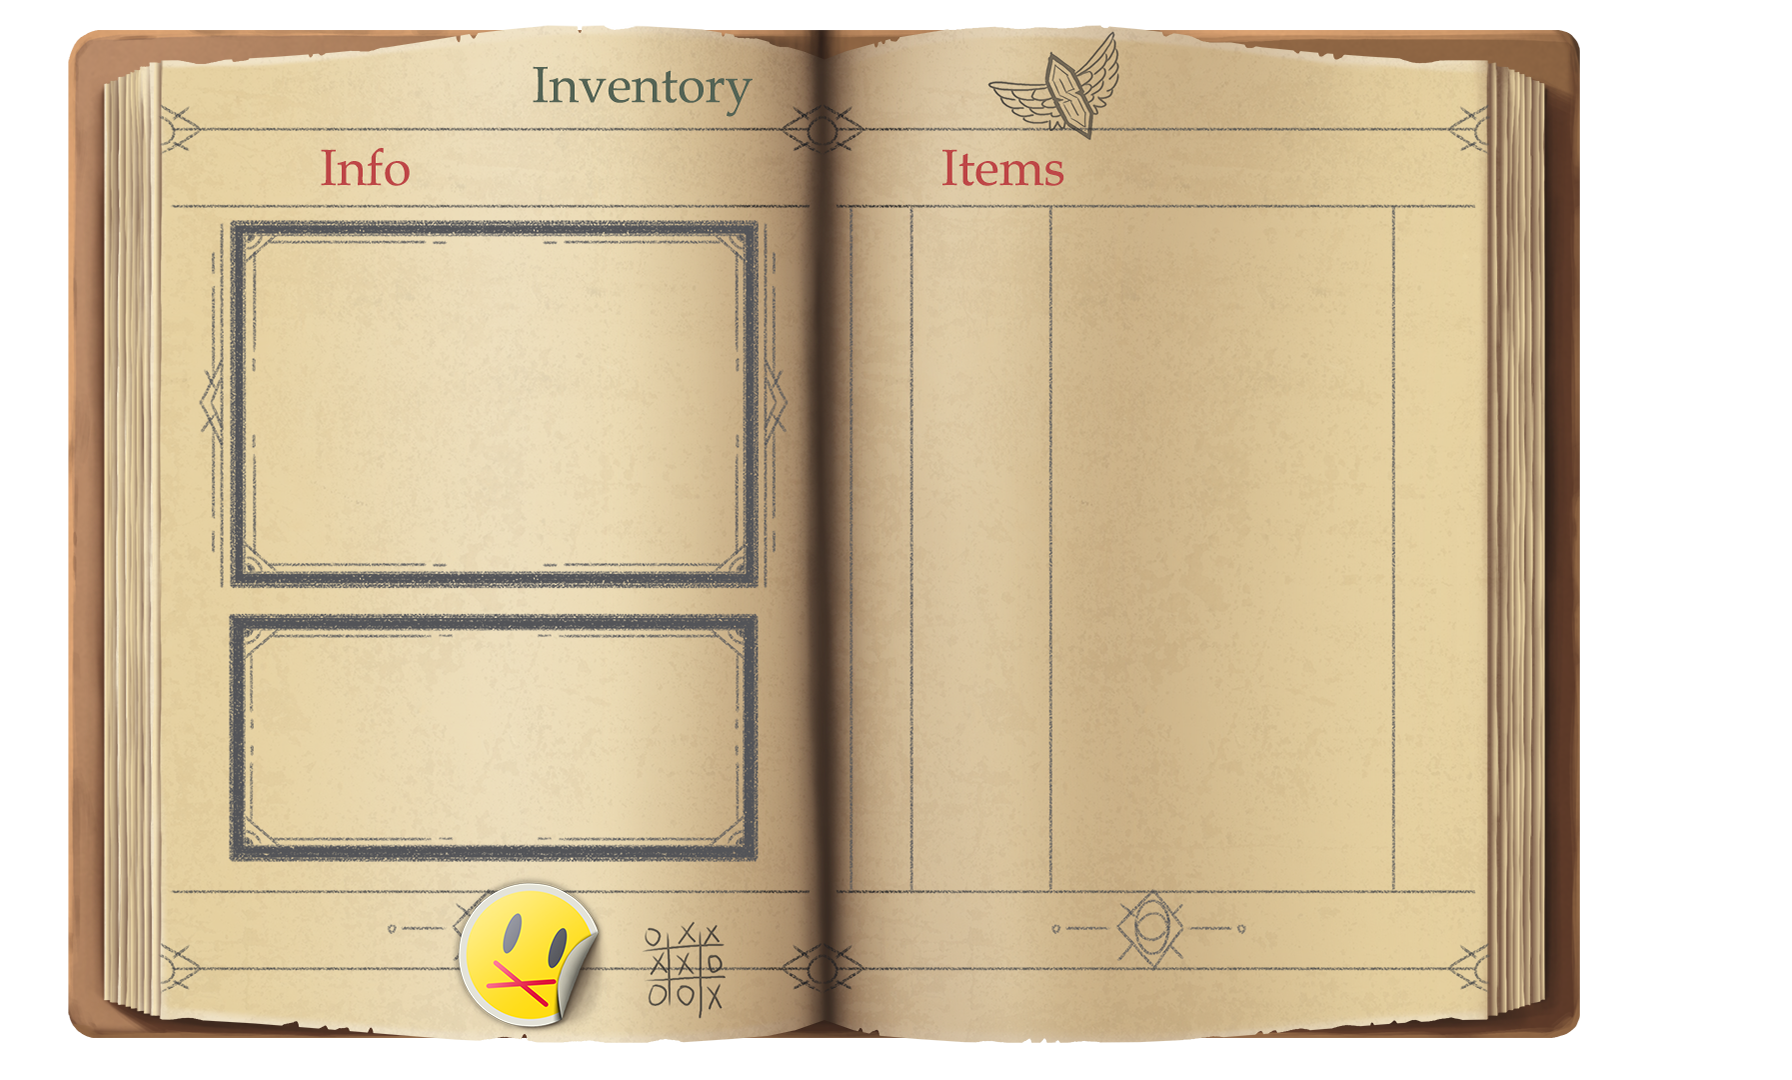 Inventory
Info
Items
O X X
X X O
O O X